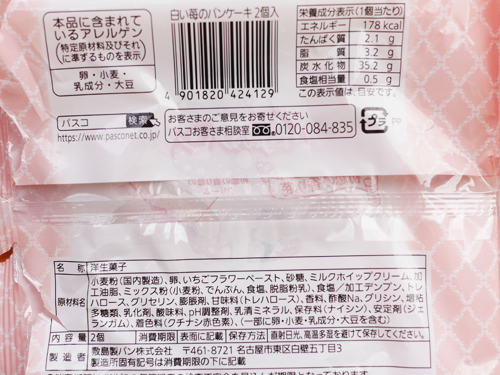 本品に含まれて
いるアレルゲン
(特定原材料及びそれ
に準ずるものを表示)
卵・小麦・
乳成分・大豆
白い苺のパンケーキ2個入
4 901820 424129
栄養成分表示(1個当たり)
エネルギー 178 kcal
たんぱく質 2.1 g
脂質 3.2 g
炭水化物 35.2 g
食塩相当量 0.5 g
この表示値は、目安です。
パスコ 検索
https://www.pasconet.co.jp/
お客さまのご意見をお寄せください
パスコお客さま相談室 0120-084-835
プラ PP
名称 洋生菓子
原材料名 小麦粉(国内製造)、卵、いちごフラワーペースト、砂糖、ミルクホイップクリーム、加
工油脂、ミックス粉(小麦粉、でんぷん、食塩、脱脂粉乳)、食塩/加工デンプン、トレ
ハロース、グリセリン、膨脹剤、甘味料(トレハロース)、香料、酢酸Na、グリシン、増粘
多糖類、乳化剤、酸味料、pH調整剤、乳清ミネラル、保存料(ナイシン)、安定剤(ジェ
ランガム)、着色料(クチナシ赤色素)、(一部に卵・小麦・乳成分・大豆を含む)
内容量 2個 消費期限 表面に記載 保存方法 直射日光、高温多湿を避けて保存してください。
製造者 敷島製パン株式会社 〒461-8721 名古屋市東区白壁五丁目3
製造所固有記号は消費期限の下に記載